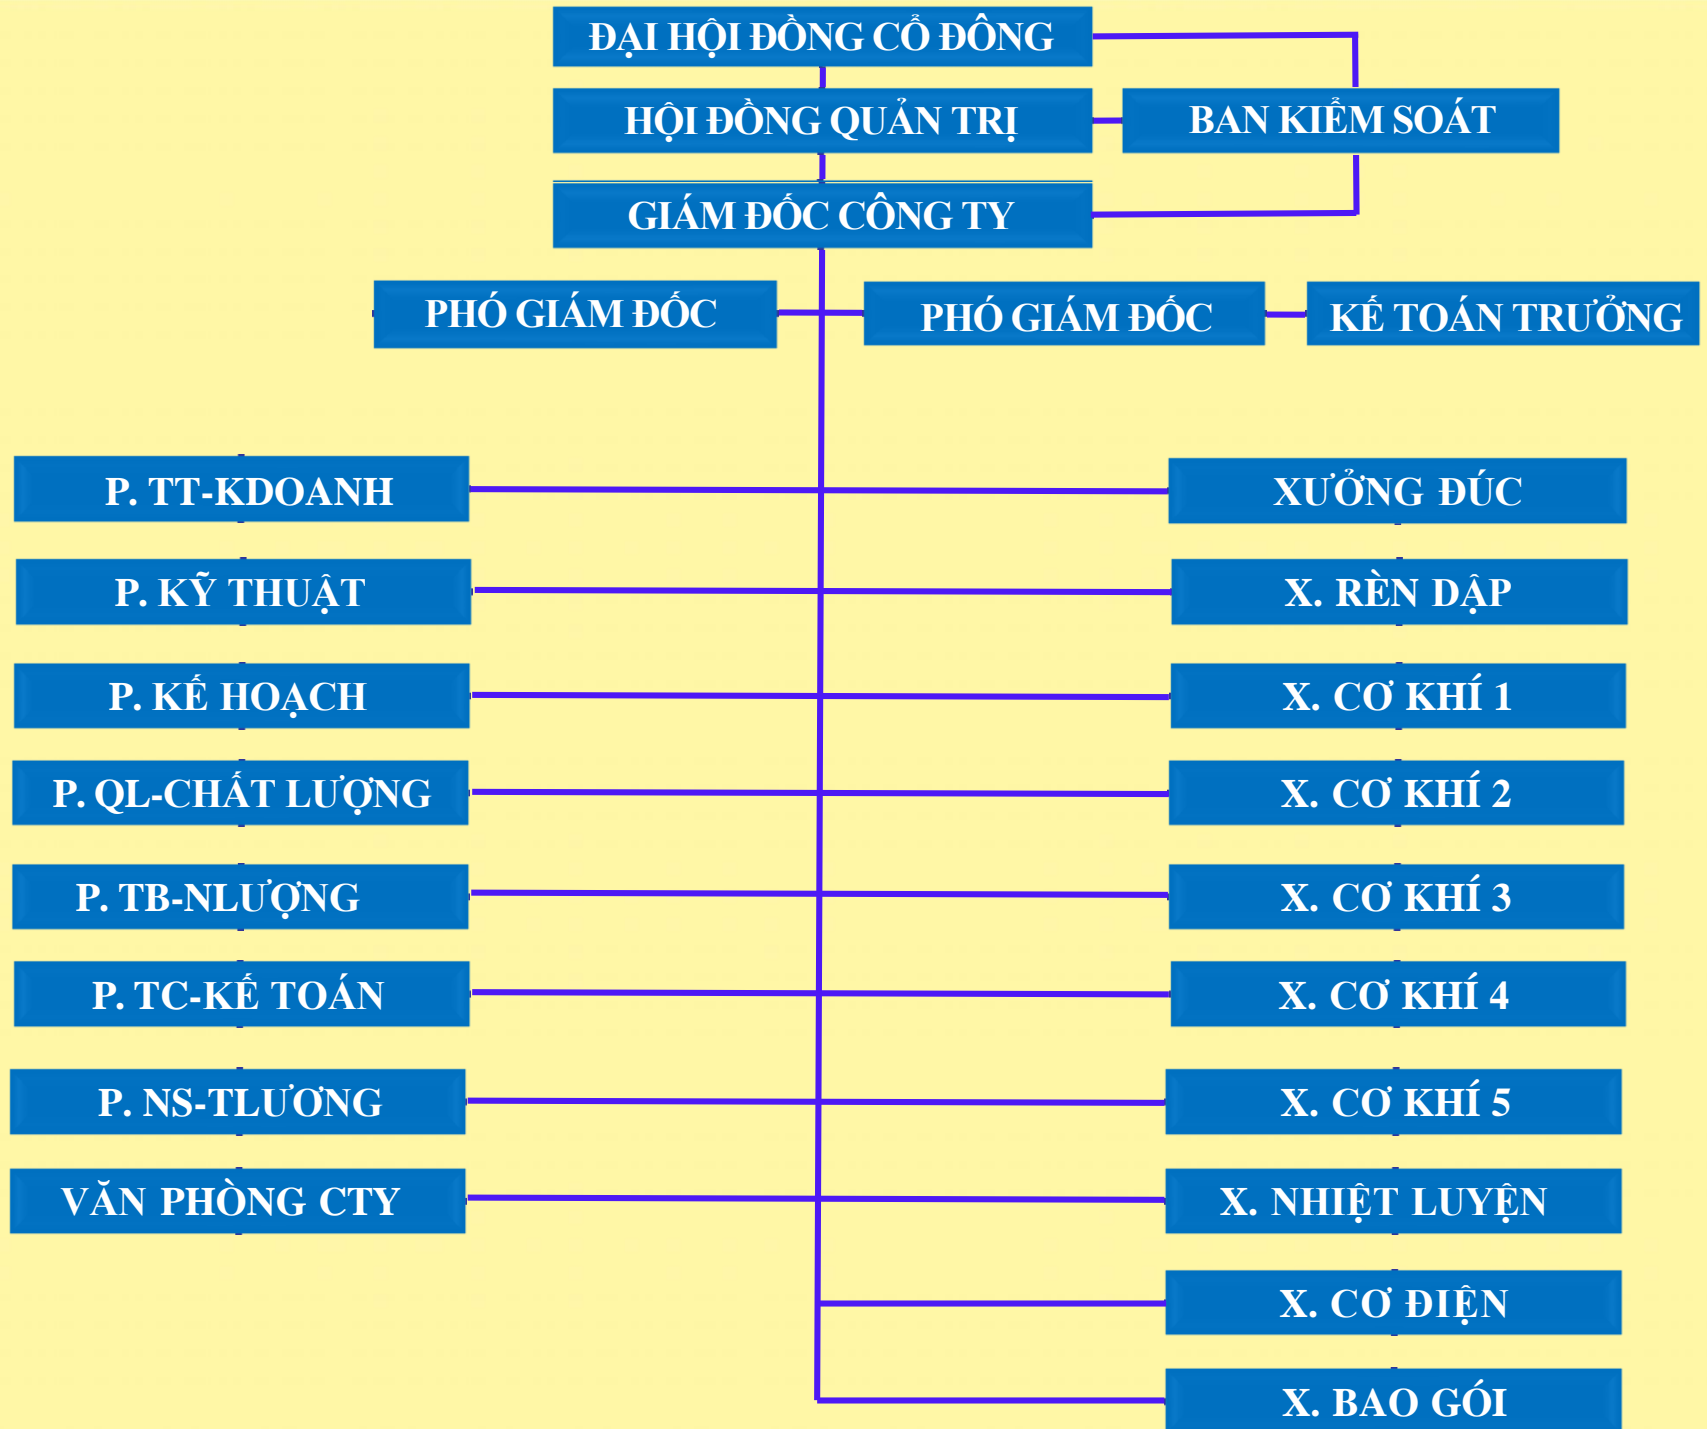 ĐẠI HỘI ĐỒNG CỔ ĐÔNG
HỘI ĐỒNG QUẢN TRỊ
BAN KIỂM SOÁT
GIÁM ĐỐC CÔNG TY
PHÓ GIÁM ĐỐC
PHÓ GIÁM ĐỐC
KẾ TOÁN TRƯỞNG
P. TT-KDOANH
XƯỞNG ĐÚC
P. KỸ THUẬT
X. RÈN DẬP
P. KẾ HOẠCH
X. CƠ KHÍ 1
P. QL-CHẤT LƯỢNG
X. CƠ KHÍ 2
P. TB-NLƯỢNG
X. CƠ KHÍ 3
P. TC-KẾ TOÁN
X. CƠ KHÍ 4
P. NS-TLƯƠNG
X. CƠ KHÍ 5
VĂN PHÒNG CTY
X. NHIỆT LUYỆN
X. CƠ ĐIỆN
X. BAO GÓI